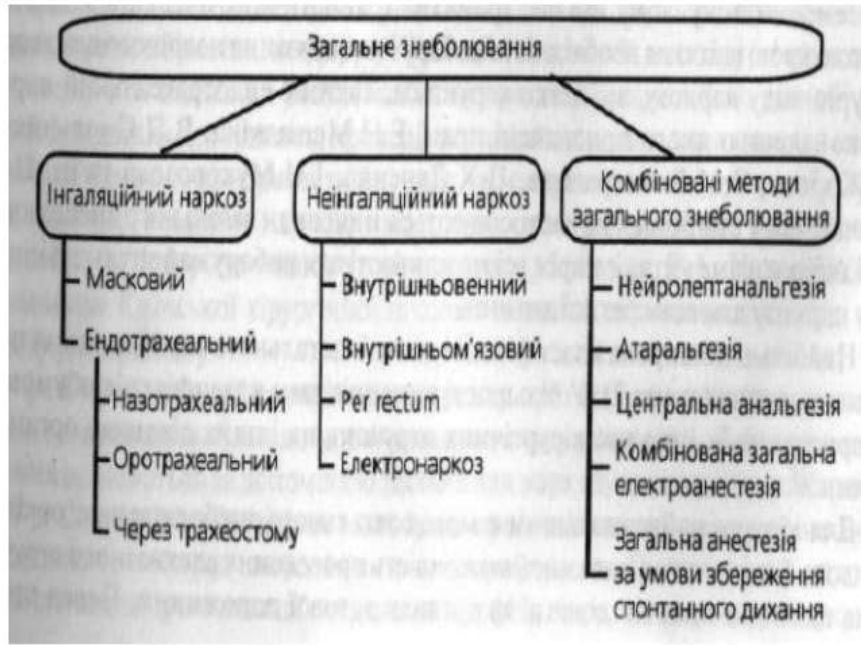 Загальне знеболювання
Інгаляційний наркоз
Масковий
Ендотрахеальний
Назотрахеальний
Оротрахеальний
Через трахеостому
Неінгаляційний наркоз
Внутрішньовенний
Внутрішньом'язовий
Per rectum
Електронаркоз
Комбіновані методи
загального знеболювання
Нейролептанальгезія
Атаральгезія
Центральна анальгезія
Комбінована загальна
електроанестезія
Загальна анестезія
за умови збереження
спонтанного дихання